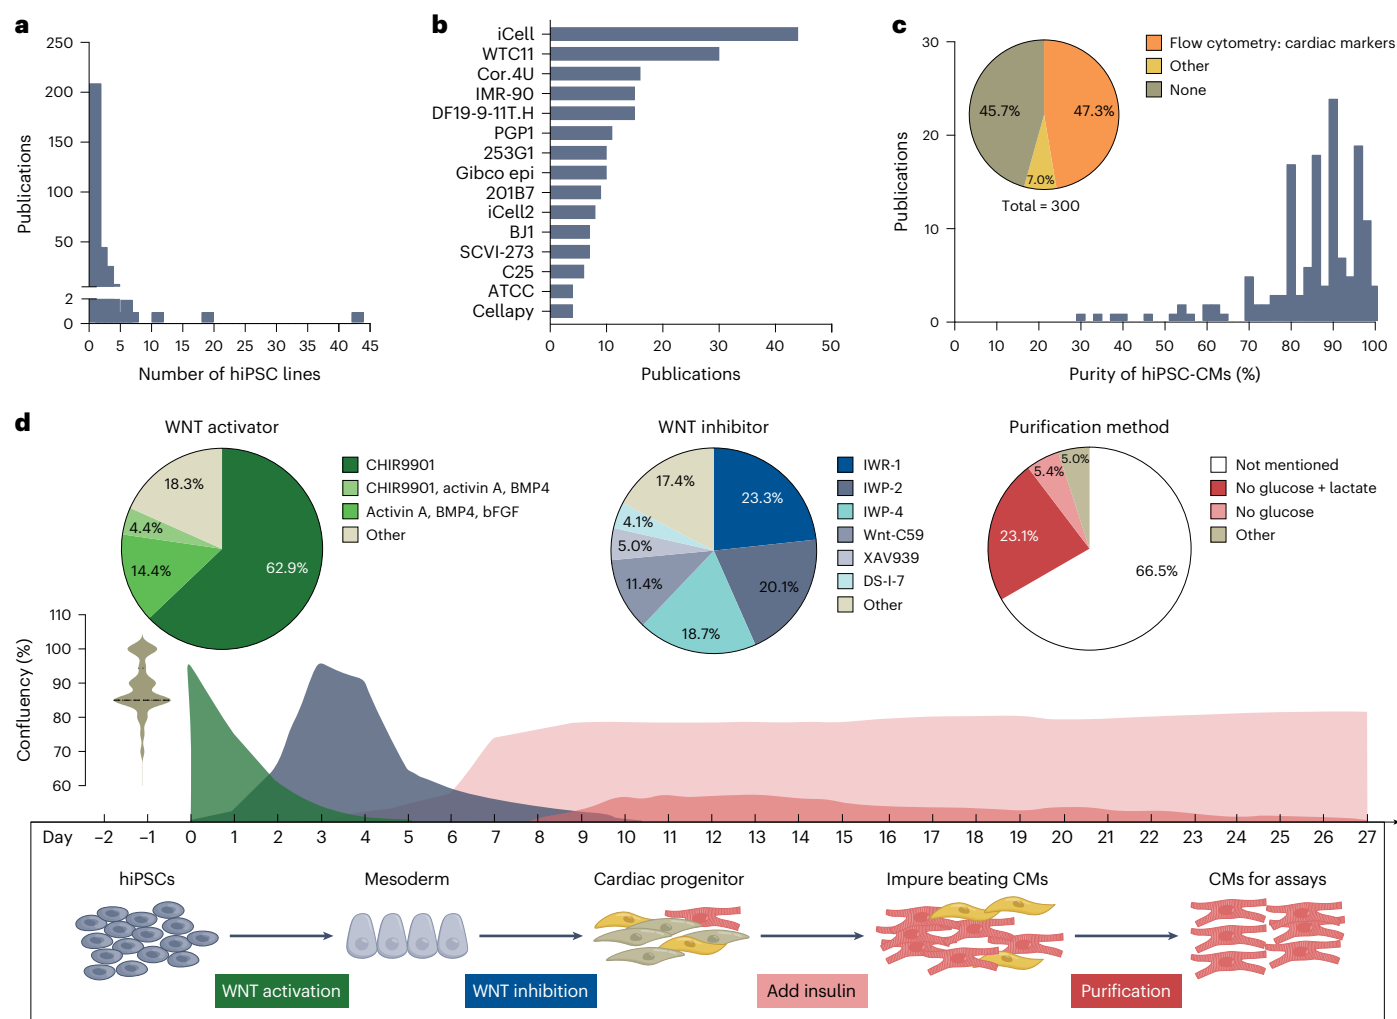 a
250
200
150
100
50
2
0
Publications
0 5 10 15 20 25 30 35 40 45
Number of hiPSC lines
b
iCell
WTC11
Cor.4U
IMR-90
DF19-9-11T.H
PGP1
253G1
Gibco epi
201B7
iCell2
BJ1
SCVI-273
C25
ATCC
Cellapy
0 10 20 30 40 50
Publications
c
30
20
10
0
Publications
45.7%
47.3%
7.0%
Total = 300
Flow cytometry: cardiac markers
Other
None
0 10 20 30 40 50 60 70 80 90 100
Purity of hiPSC-CMs (%)
d
WNT activator
18.3%
4.4%
14.4%
62.9%
CHIR9901
CHIR9901, activin A, BMP4
Activin A, BMP4, bFGF
Other
WNT inhibitor
17.4%
23.3%
4.1%
5.0%
11.4%
20.1%
18.7%
IWR-1
IWP-2
IWP-4
Wnt-C59
XAV939
DS-I-7
Other
Purification method
5.0%
5.4%
23.1%
66.5%
Not mentioned
No glucose + lactate
No glucose
Other
110
100
90
80
70
60
Confluency (%)
Day −2 −1 0 1 2 3 4 5 6 7 8 9 10 11 12 13 14 15 16 17 18 19 20 21 22 23 24 25 26 27
hiPSCs
Mesoderm
Cardiac progenitor
Impure beating CMs
CMs for assays
WNT activation
WNT inhibition
Add insulin
Purification